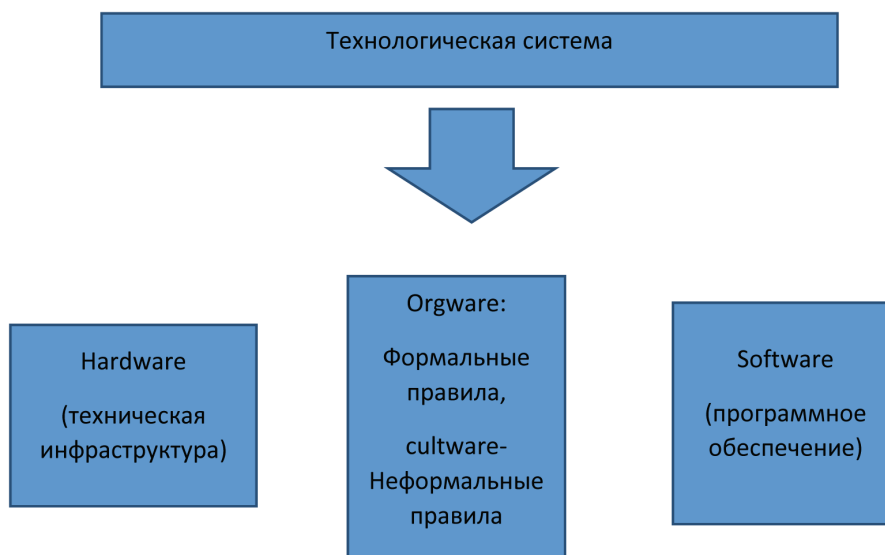 Технологическая система
Hardware
(техническая
инфраструктура)
Orgware:
Формальные
правила,
cultware-
Неформальные
правила
Software
(программное
обеспечение)